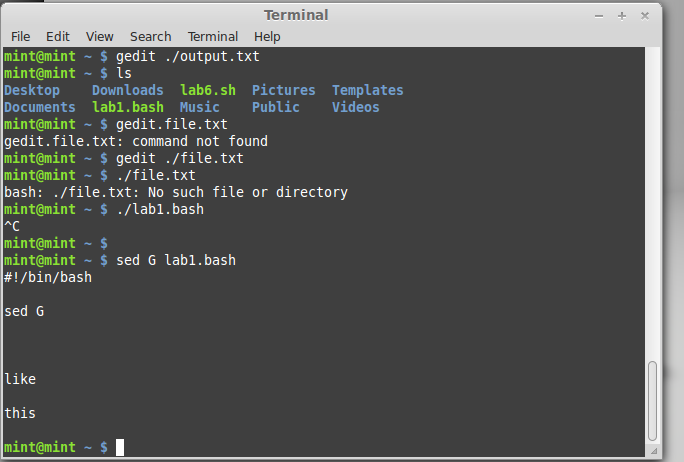 Terminal
File Edit View Search Terminal Help
mint@mint ~ $ gedit ./output.txt
mint@mint ~ $ ls
Desktop    Downloads  lab6.sh  Pictures  Templates
Documents  lab1.bash  Music    Public    Videos
mint@mint ~ $ gedit.file.txt
gedit.file.txt: command not found
mint@mint ~ $ gedit ./file.txt
mint@mint ~ $ ./file.txt
bash: ./file.txt: No such file or directory
mint@mint ~ $ ./lab1.bash
^C
mint@mint ~ $
mint@mint ~ $ sed G lab1.bash
#!/bin/bash
sed G
like
this
mint@mint ~ $